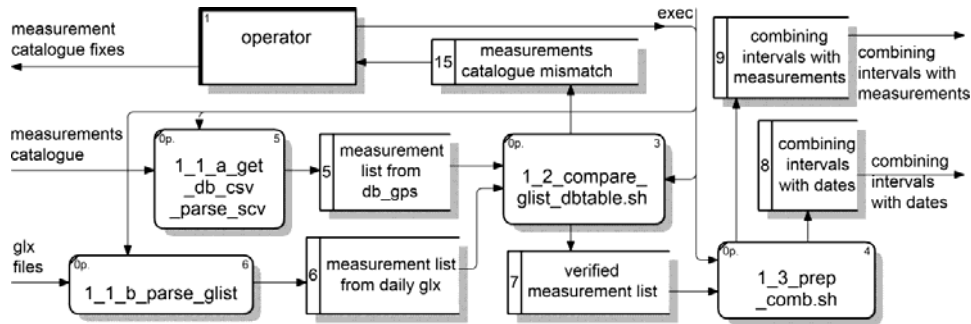 measurement
catalogue fixes
1
operator
exec
15
measurements
catalogue mismatch
9
combining
intervals with
measurements
combining
intervals with
measurements
measurements
catalogue
0p.
5
1_1_a_get
_db_csv
_parse_scv
5
measurement
list from
db_gps
0p.
3
1_2_compare_
glist_dbtable.sh
8
combining
intervals
with dates
combining
intervals
with dates
glx
files
0p.
6
1_1_b_parse_glist
6
measurement list
from daily glx
7
verified
measurement list
0p.
4
1_3_prep
_comb.sh